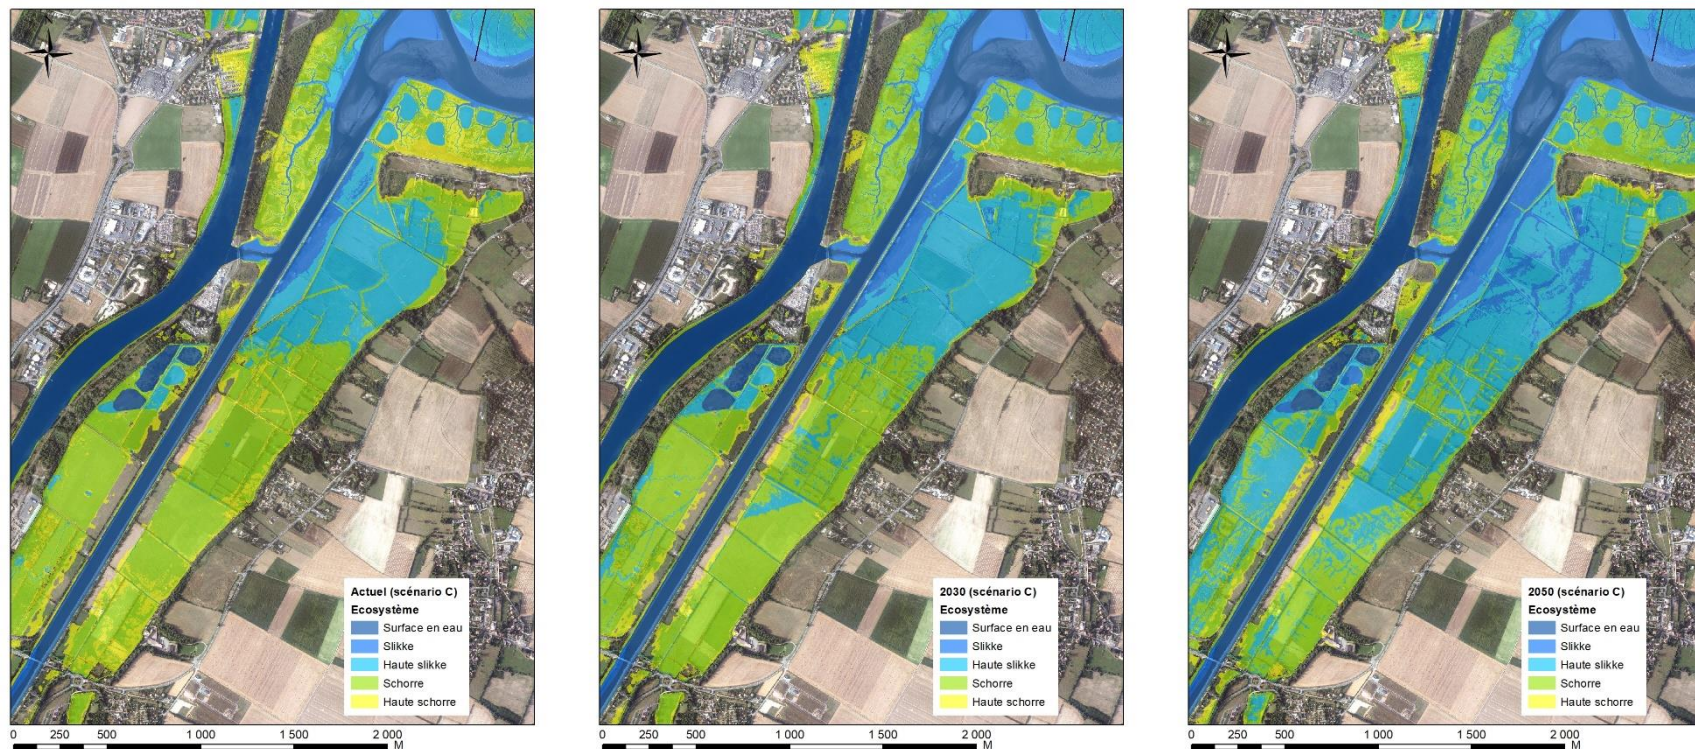 Actuel (scénario C)
Ecosystème
Surface en eau
Slikke
Haute slikke
Schorre
Haute schorre
0 250 500 1 000 1 500 2 000
M
2030 (scénario C)
Ecosystème
Surface en eau
Slikke
Haute slikke
Schorre
Haute schorre
0 250 500 1 000 1 500 2 000
M
2050 (scénario C)
Ecosystème
Surface en eau
Slikke
Haute slikke
Schorre
Haute schorre
0 250 500 1 000 1 500 2 000
M